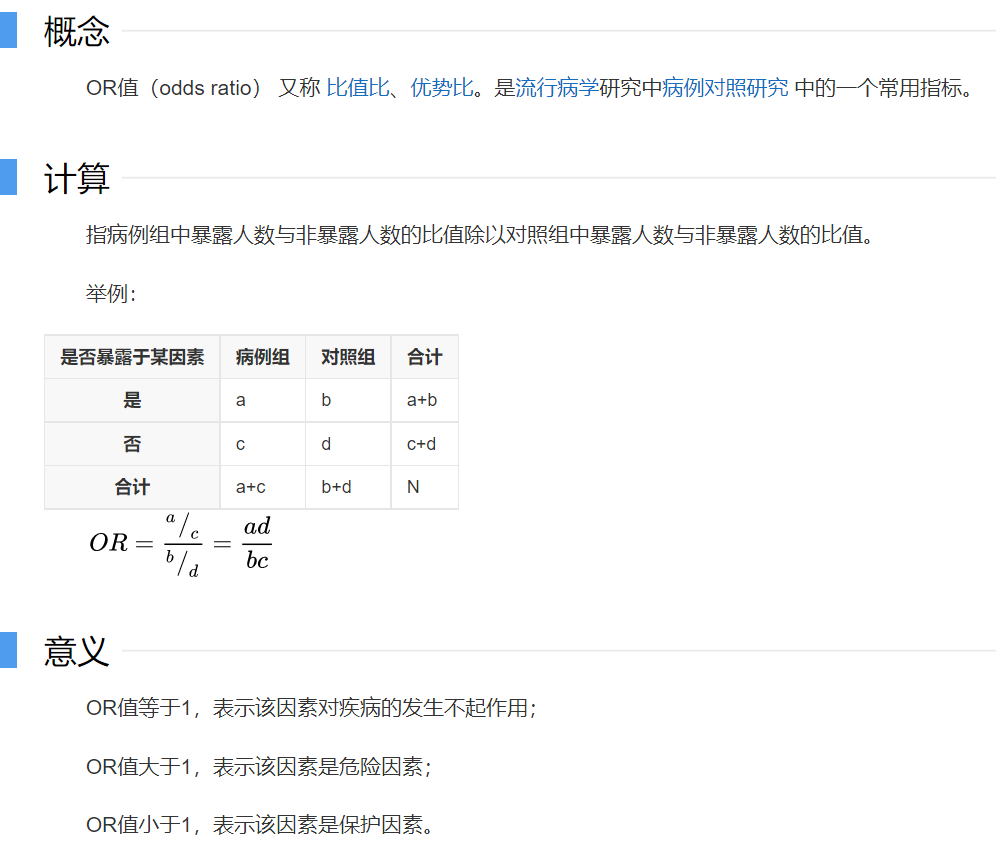 概念
OR值（odds ratio） 又称 比值比、优势比。是流行病学研究中病例对照研究 中的一个常用指标。
计算
指病例组中暴露人数与非暴露人数的比值除以对照组中暴露人数与非暴露人数的比值。
举例：
是否暴露于某因素 病例组 对照组 合计
是 a b a+b
否 c d c+d
合计 a+c b+d N
OR = (a/c)/(b/d) = ad/bc
意义
OR值等于1，表示该因素对疾病的发生不起作用；
OR值大于1，表示该因素是危险因素；
OR值小于1，表示该因素是保护因素。